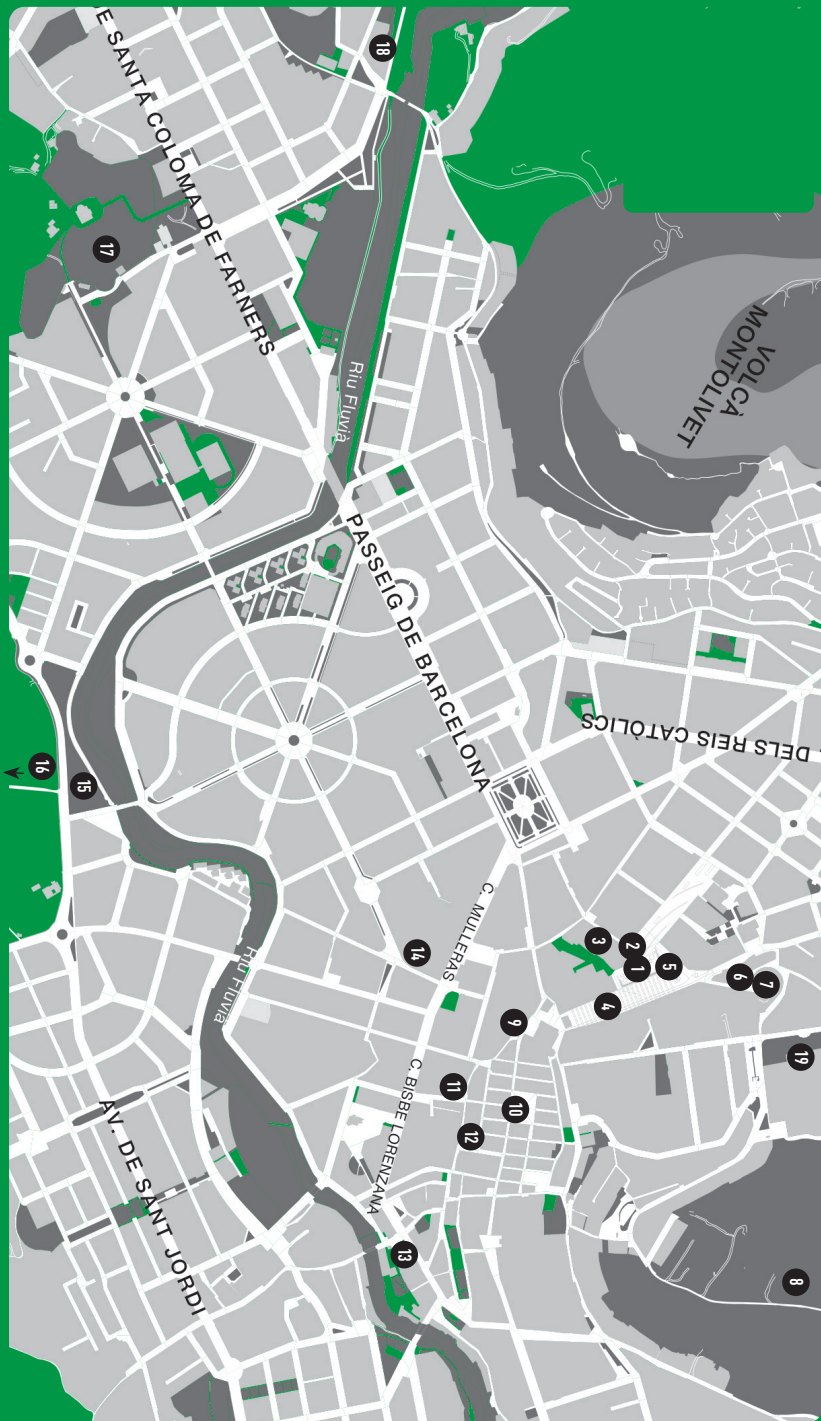 DE SANTA COLOMA DE FARNERS
18
17
VOLCÀ
MONTOLIVET
Riu Fluvià
PASSEIG DE BARCELONA
DELS REIS CATÒLICS
16
15
C. MULLERAS
14
3
2
1
5
6
7
4
9
19
Riu Fluvià
11
10
12
C. BISBE LORENZANA
AV. DE SANT JORDI
13
8